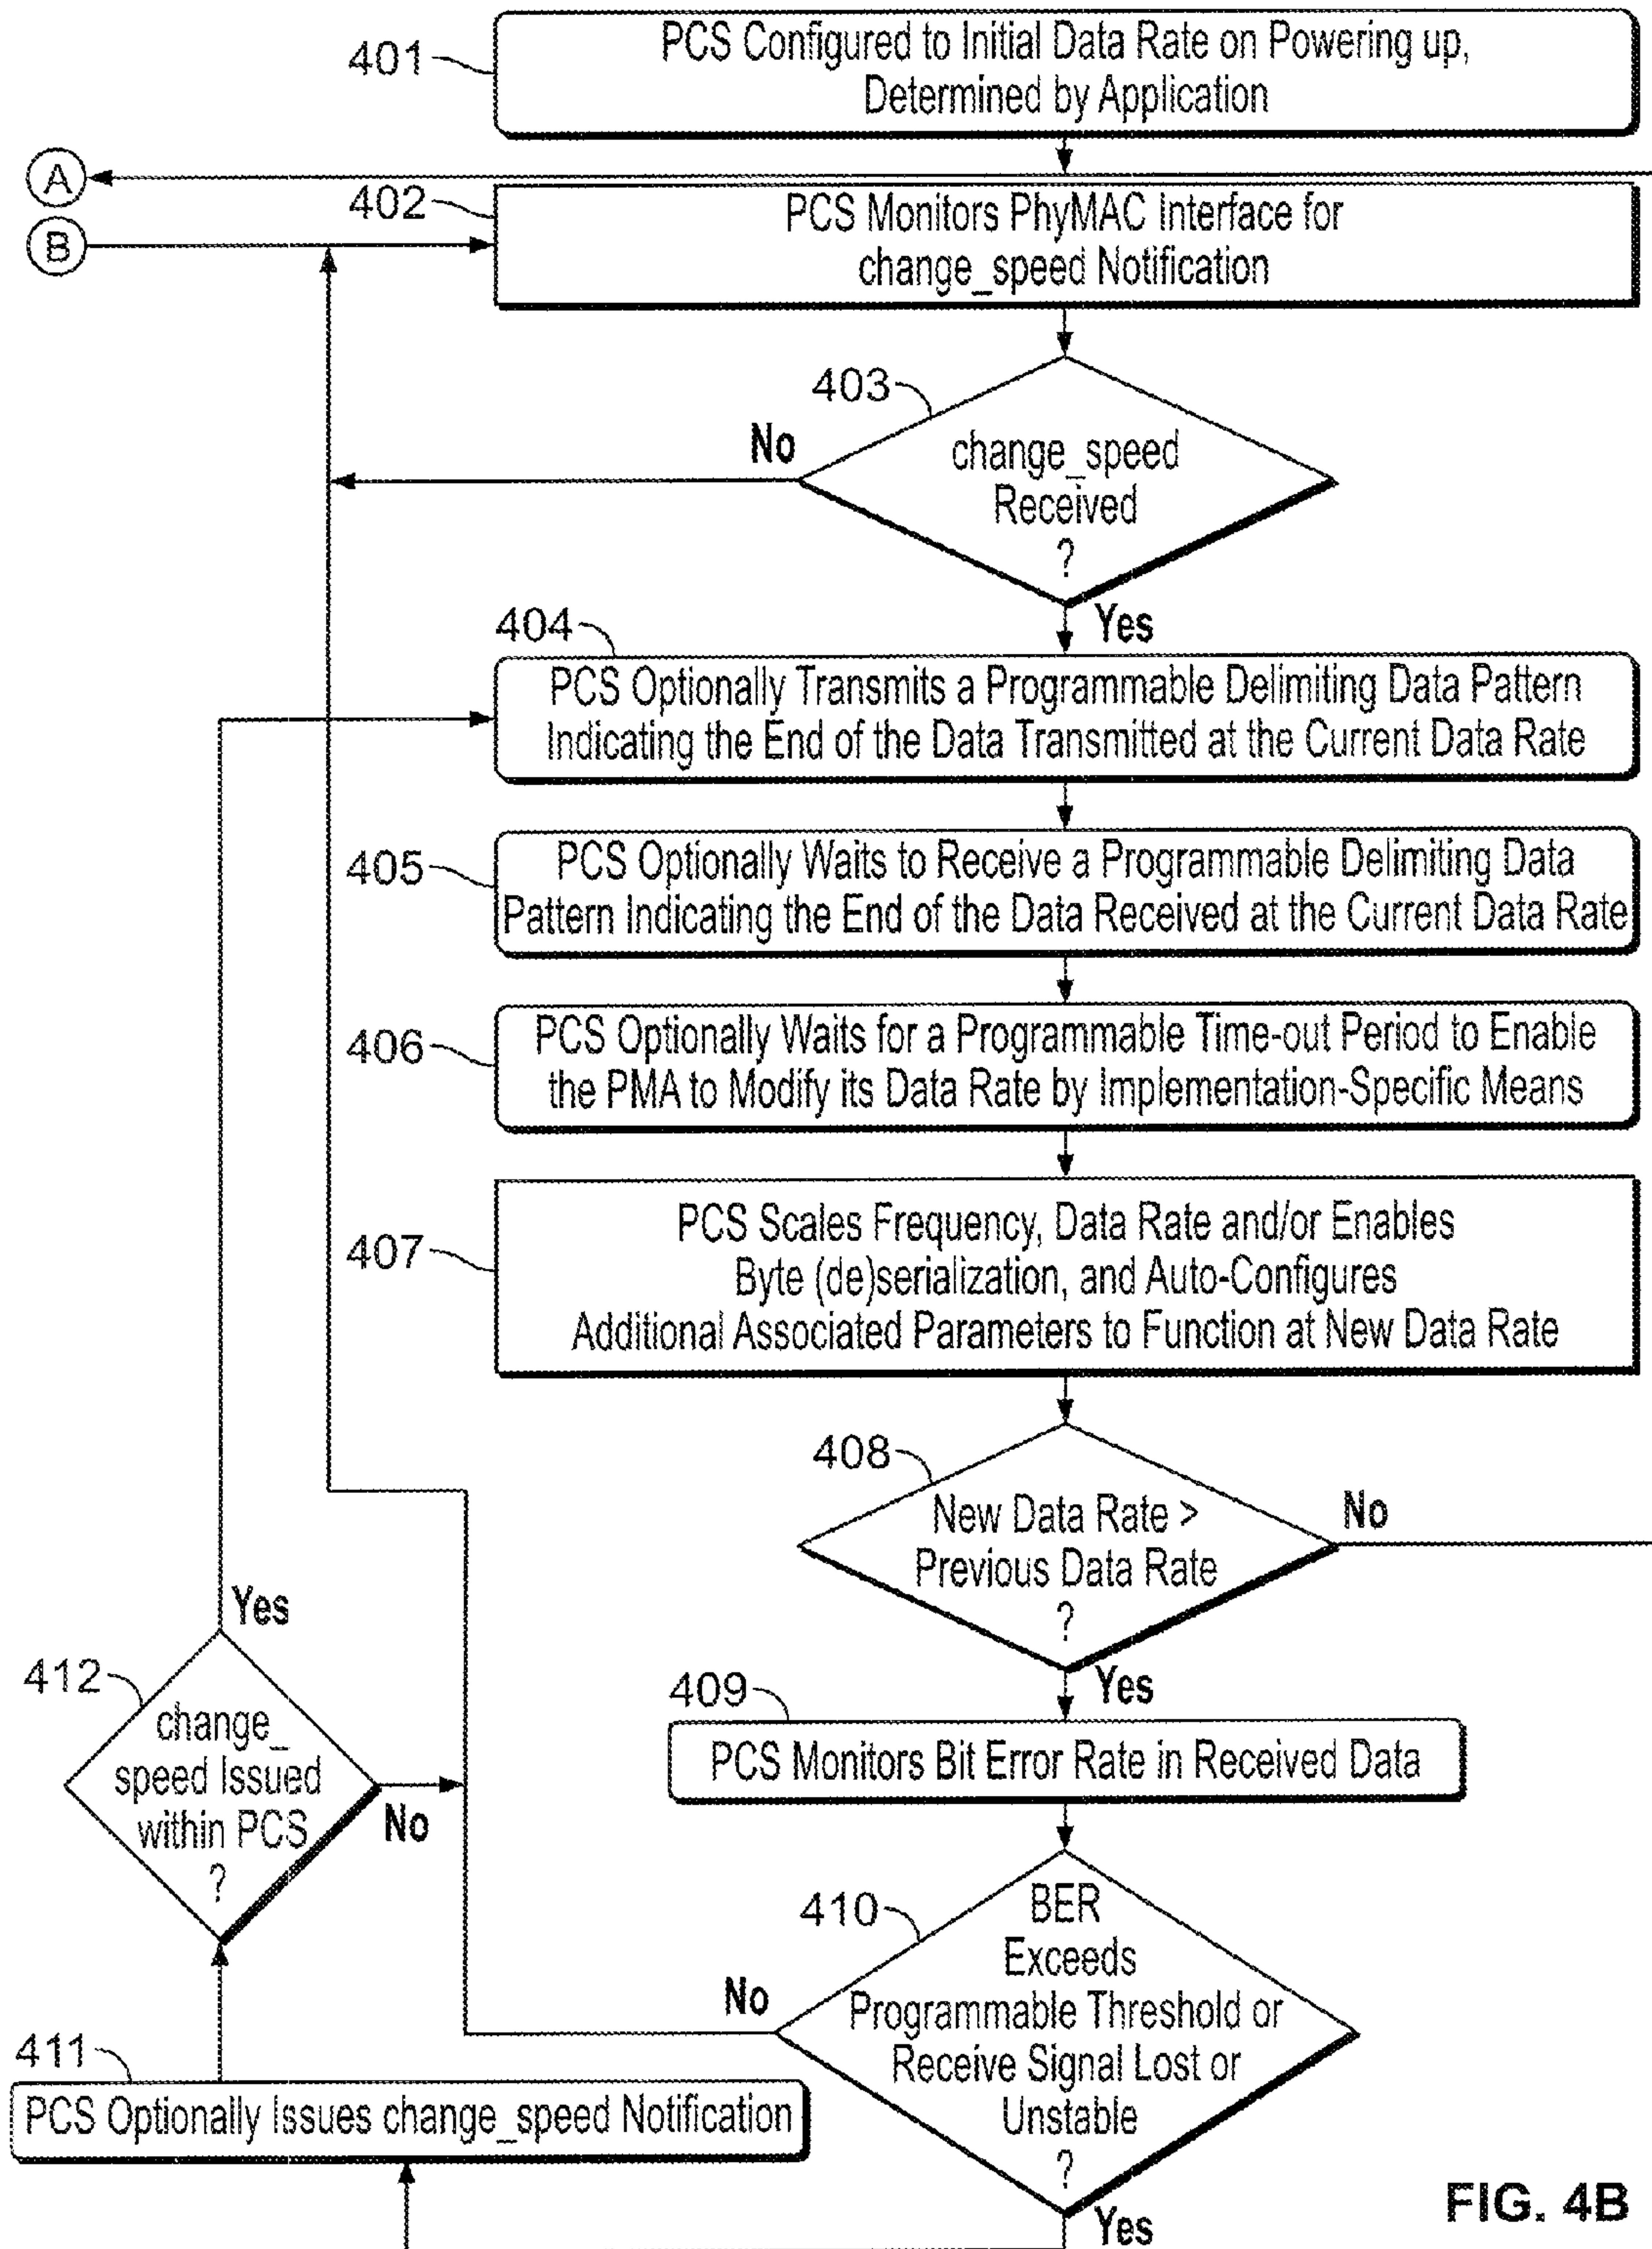 401
PCS Configured to Initial Data Rate on Powering up,
Determined by Application
A
402
PCS Monitors PhyMAC Interface for
change_speed Notification
B
403
change_speed
Received
?
No
Yes
404
PCS Optionally Transmits a Programmable Delimiting Data Pattern
Indicating the End of the Data Transmitted at the Current Data Rate
405
PCS Optionally Waits to Receive a Programmable Delimiting Data
Pattern Indicating the End of the Data Received at the Current Data Rate
406
PCS Optionally Waits for a Programmable Time-out Period to Enable
the PMA to Modify its Data Rate by Implementation-Specific Means
407
PCS Scales Frequency, Data Rate and/or Enables
Byte (de)serialization, and Auto-Configures
Additional Associated Parameters to Function at New Data Rate
408
New Data Rate >
Previous Data Rate
?
No
Yes
409
PCS Monitors Bit Error Rate in Received Data
410
BER
Exceeds
Programmable Threshold or
Receive Signal Lost or
Unstable
?
No
Yes
411
PCS Optionally Issues change_speed Notification
412
change_
speed Issued
within PCS
?
Yes
No
FIG. 4B